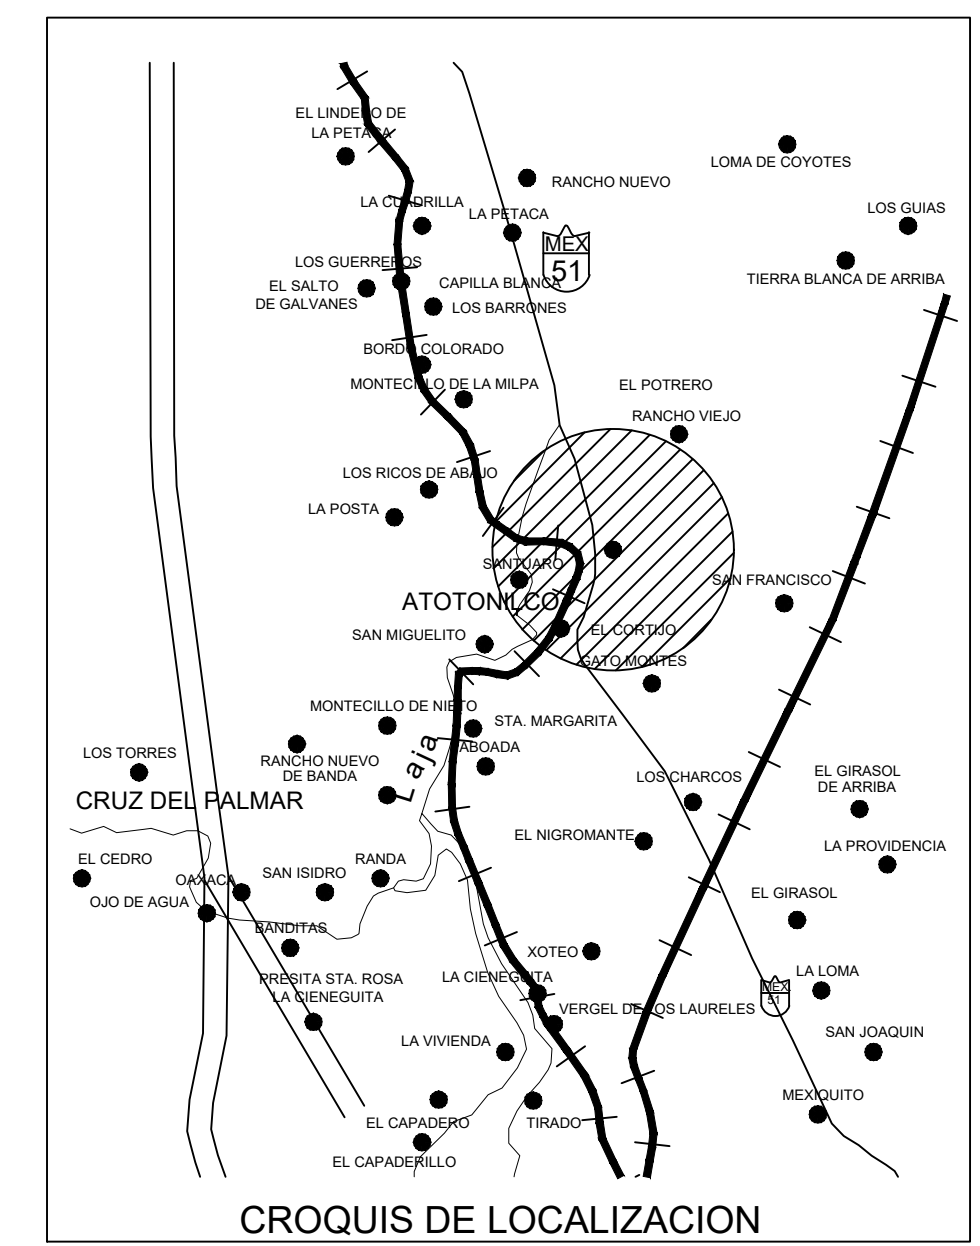 EL LINDERO DE
LA PETACA
LOMA DE COYOTES
RANCHO NUEVO
LA CUADRILLA
LA PETACA
LOS GUIAS
MEX
51
LOS GUERREROS
TIERRA BLANCA DE ARRIBA
EL SALTO
DE GALVANES
CAPILLA BLANCA
LOS BARRONES
BORDO COLORADO
MONTECILLO DE LA MILPA
EL POTRERO
RANCHO VIEJO
LOS RICOS DE ABAJO
LA POSTA
SANTUARO
SAN FRANCISCO
ATOTONILCO
SAN MIGUELITO
EL CORTIJO
GATO MONTES
MONTECILLO DE NIETO
STA. MARGARITA
LOS TORRES
RANCHO NUEVO
DE BANDA
Laja
ABOADA
LOS CHARCOS
EL GIRASOL
DE ARRIBA
CRUZ DEL PALMAR
EL NIGROMANTE
LA PROVIDENCIA
EL CEDRO
OAXACA
SAN ISIDRO
RANDA
OJO DE AGUA
EL GIRASOL
BANDITAS
XOTEO
PRESITA STA. ROSA
LA CIENEGUITA
LA CIENEGUITA
LA LOMA
MEX
51
VERGEL DE LOS LAURELES
LA VIVIENDA
SAN JOAQUIN
MEXIQUITO
EL CAPADERO
TIRADO
EL CAPADERILLO
CROQUIS DE LOCALIZACION